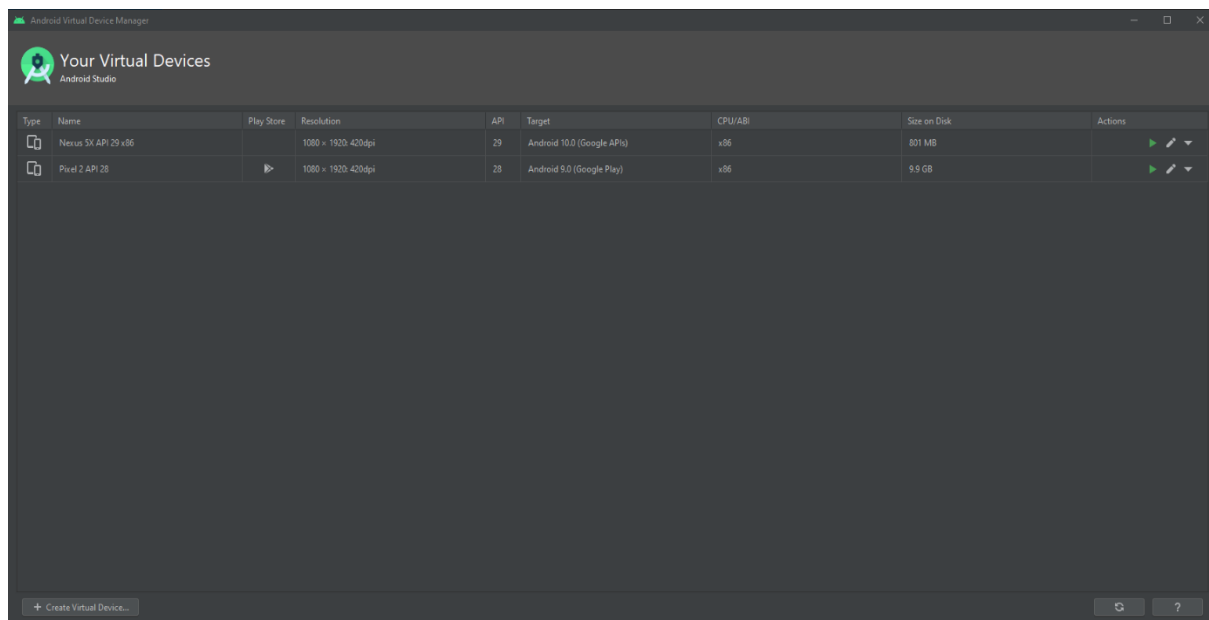 Android Virtual Device Manager
Your Virtual Devices
Android Studio
Type Name Play Store Resolution API Target CPU/ABI Size on Disk Actions
Nexus 5X API 29 x86 1080 × 1920: 420dpi 29 Android 10.0 (Google APIs) x86 801 MB
Pixel 2 API 28 1080 × 1920: 420dpi 28 Android 9.0 (Google Play) x86 9.9 GB
+ Create Virtual Device... ?